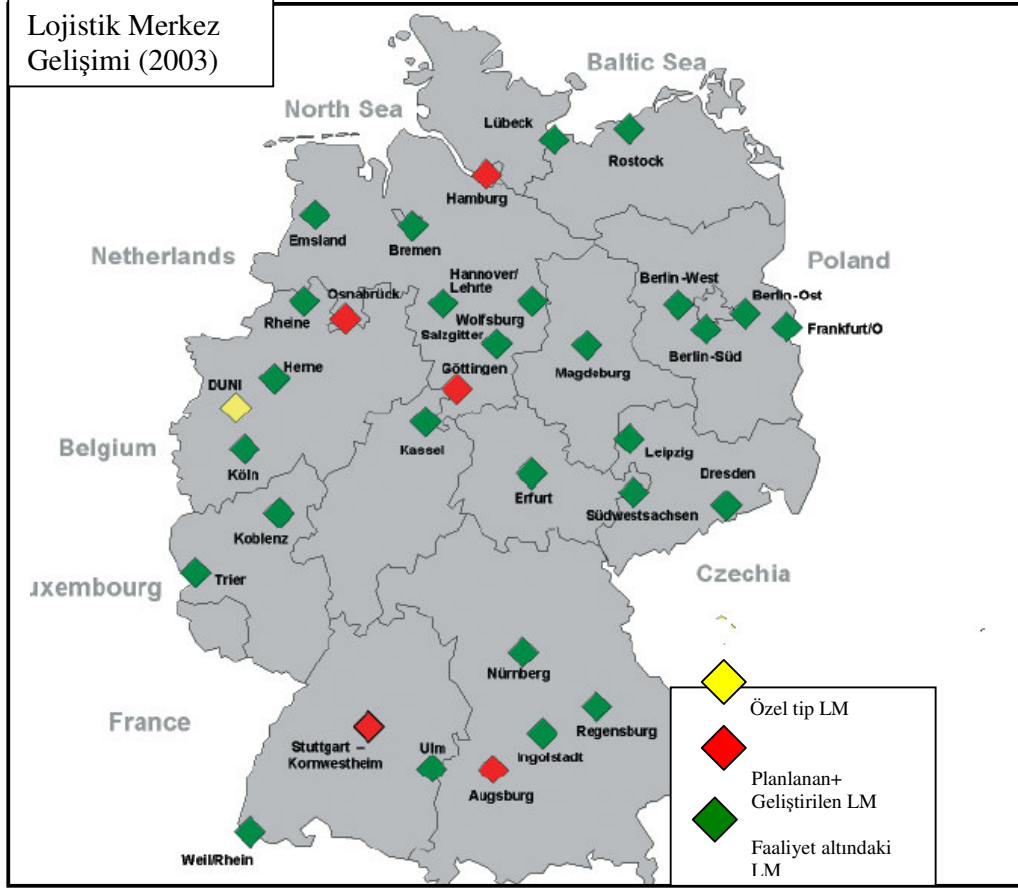 Lojistik Merkez
Gelişimi (2003)
Baltic Sea
North Sea
Lübeck
Rostock
Hamburg
Emsland
Bremen
Netherlands
Poland
Hannover/
Lehrte
Berlin-West
Berlin-Ost
Osnabrück
Rheine
Wolfsburg
Frankfurt/O
Salzgitter
Berlin-Süd
Göttingen
Magdeburg
Herne
DUNI
Belgium
Kassel
Leipzig
Köln
Dresden
Erfurt
Südwestsachsen
Koblenz
Trier
uxembourg
Czechia
Nürnberg
France
Regensburg
Stuttgart –
Kornwestheim
Ulm
Ingolstadt
Augsburg
Weil/Rhein
Özel tip LM
Planlanan+
Geliştirilen LM
Faaliyet altındaki
LM